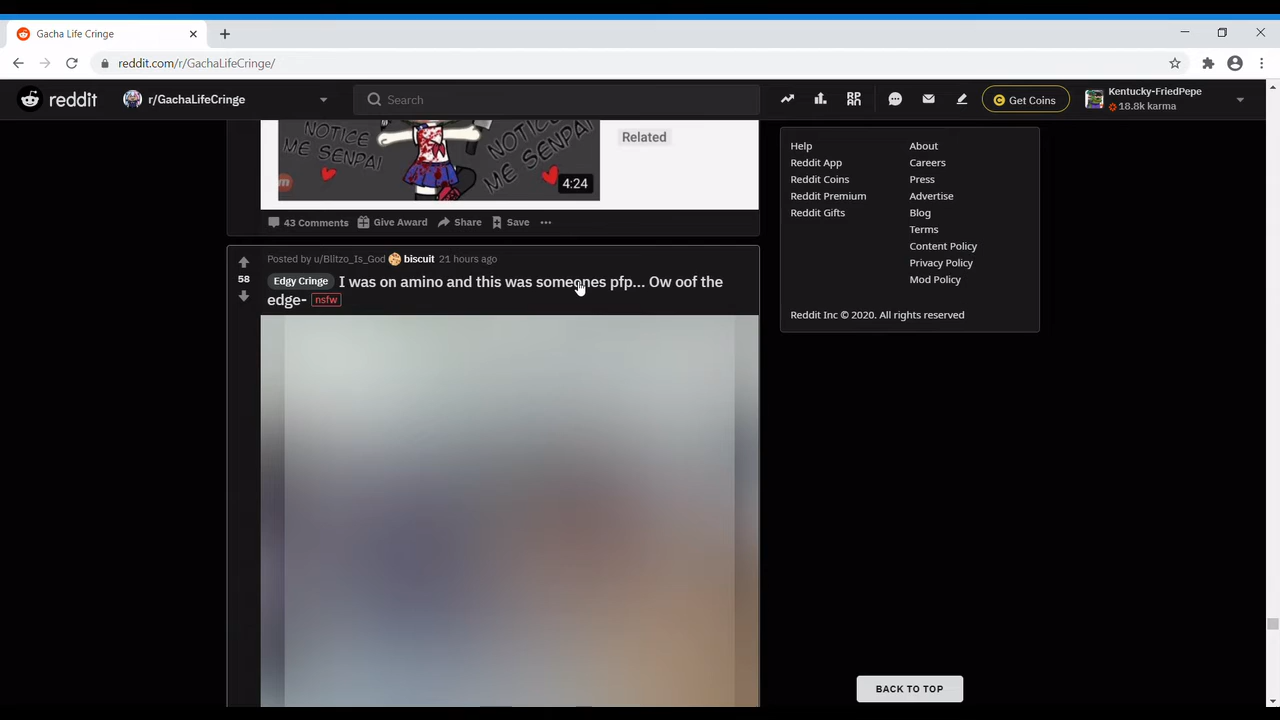 Gacha Life Cringe
reddit.com/r/GachaLifeCringe/
reddit r/GachaLifeCringe Search Get Coins Kentucky-FriedPepe
18.8k karma
NOTICE ME SENPAI
NOTICE ME SENPAI
4:24
Related
43 Comments Give Award Share Save
Posted by u/Blitzo_Is_God biscuit 21 hours ago
58
Edgy Cringe I was on amino and this was someones pfp... Ow oof the
edge- nsfw
Help About
Reddit App Careers
Reddit Coins Press
Reddit Premium Advertise
Reddit Gifts Blog
Terms
Content Policy
Privacy Policy
Mod Policy
Reddit Inc © 2020. All rights reserved
BACK TO TOP